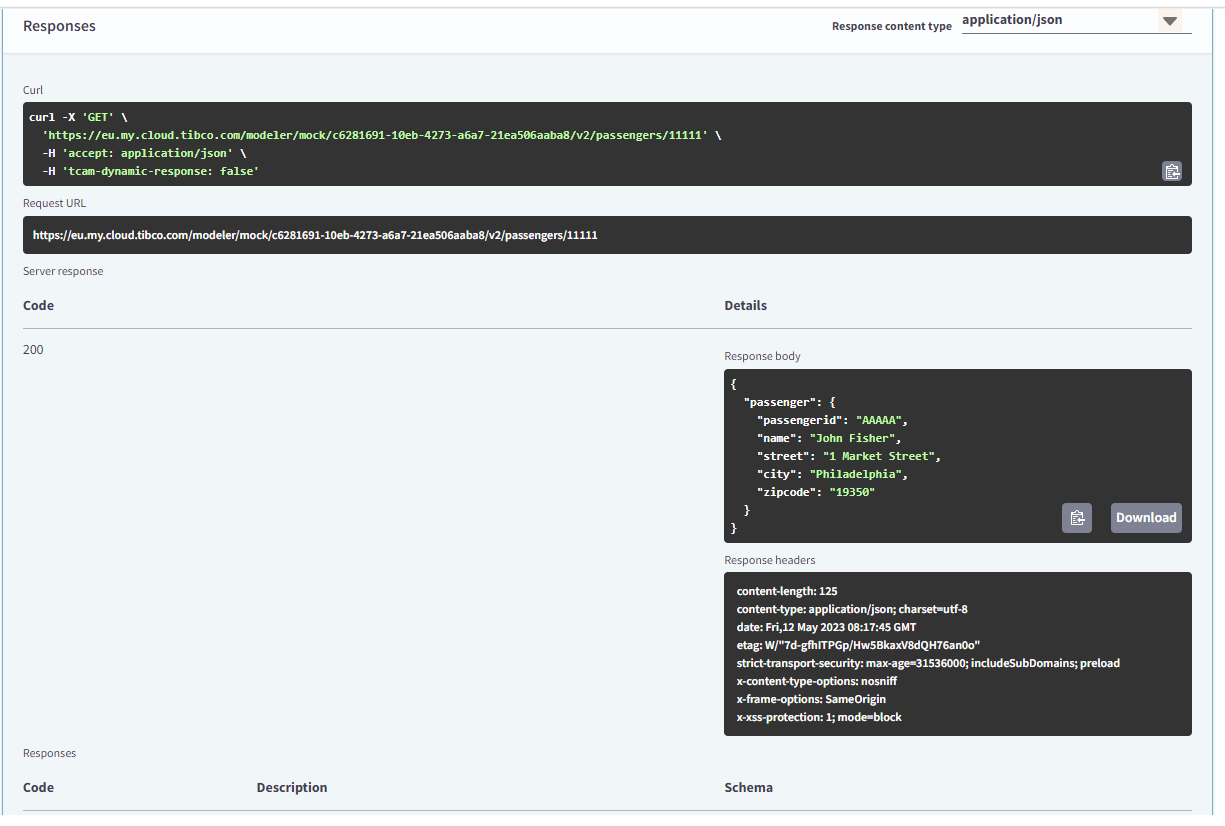 Responses
Response content type application/json
Curl
curl -X 'GET' \
'https://eu.my.cloud.tibco.com/modeler/mock/c6281691-10eb-4273-a6a7-21ea506aaba8/v2/passengers/11111' \
-H 'accept: application/json' \
-H 'tcam-dynamic-response: false'
Request URL
https://eu.my.cloud.tibco.com/modeler/mock/c6281691-10eb-4273-a6a7-21ea506aaba8/v2/passengers/11111
Server response
Code Details
200
Response body
{
"passenger": {
"passengerid": "AAAAA",
"name": "John Fisher",
"street": "1 Market Street",
"city": "Philadelphia",
"zipcode": "19350"
}
}
Download
Response headers
content-length: 125
content-type: application/json; charset=utf-8
date: Fri,12 May 2023 08:17:45 GMT
etag: W/"7d-gfhITPGp/Hw5BkaxV8dQH76an0o"
strict-transport-security: max-age=31536000; includeSubDomains; preload
x-content-type-options: nosniff
x-frame-options: SameOrigin
x-xss-protection: 1; mode=block
Responses
Code Description Schema